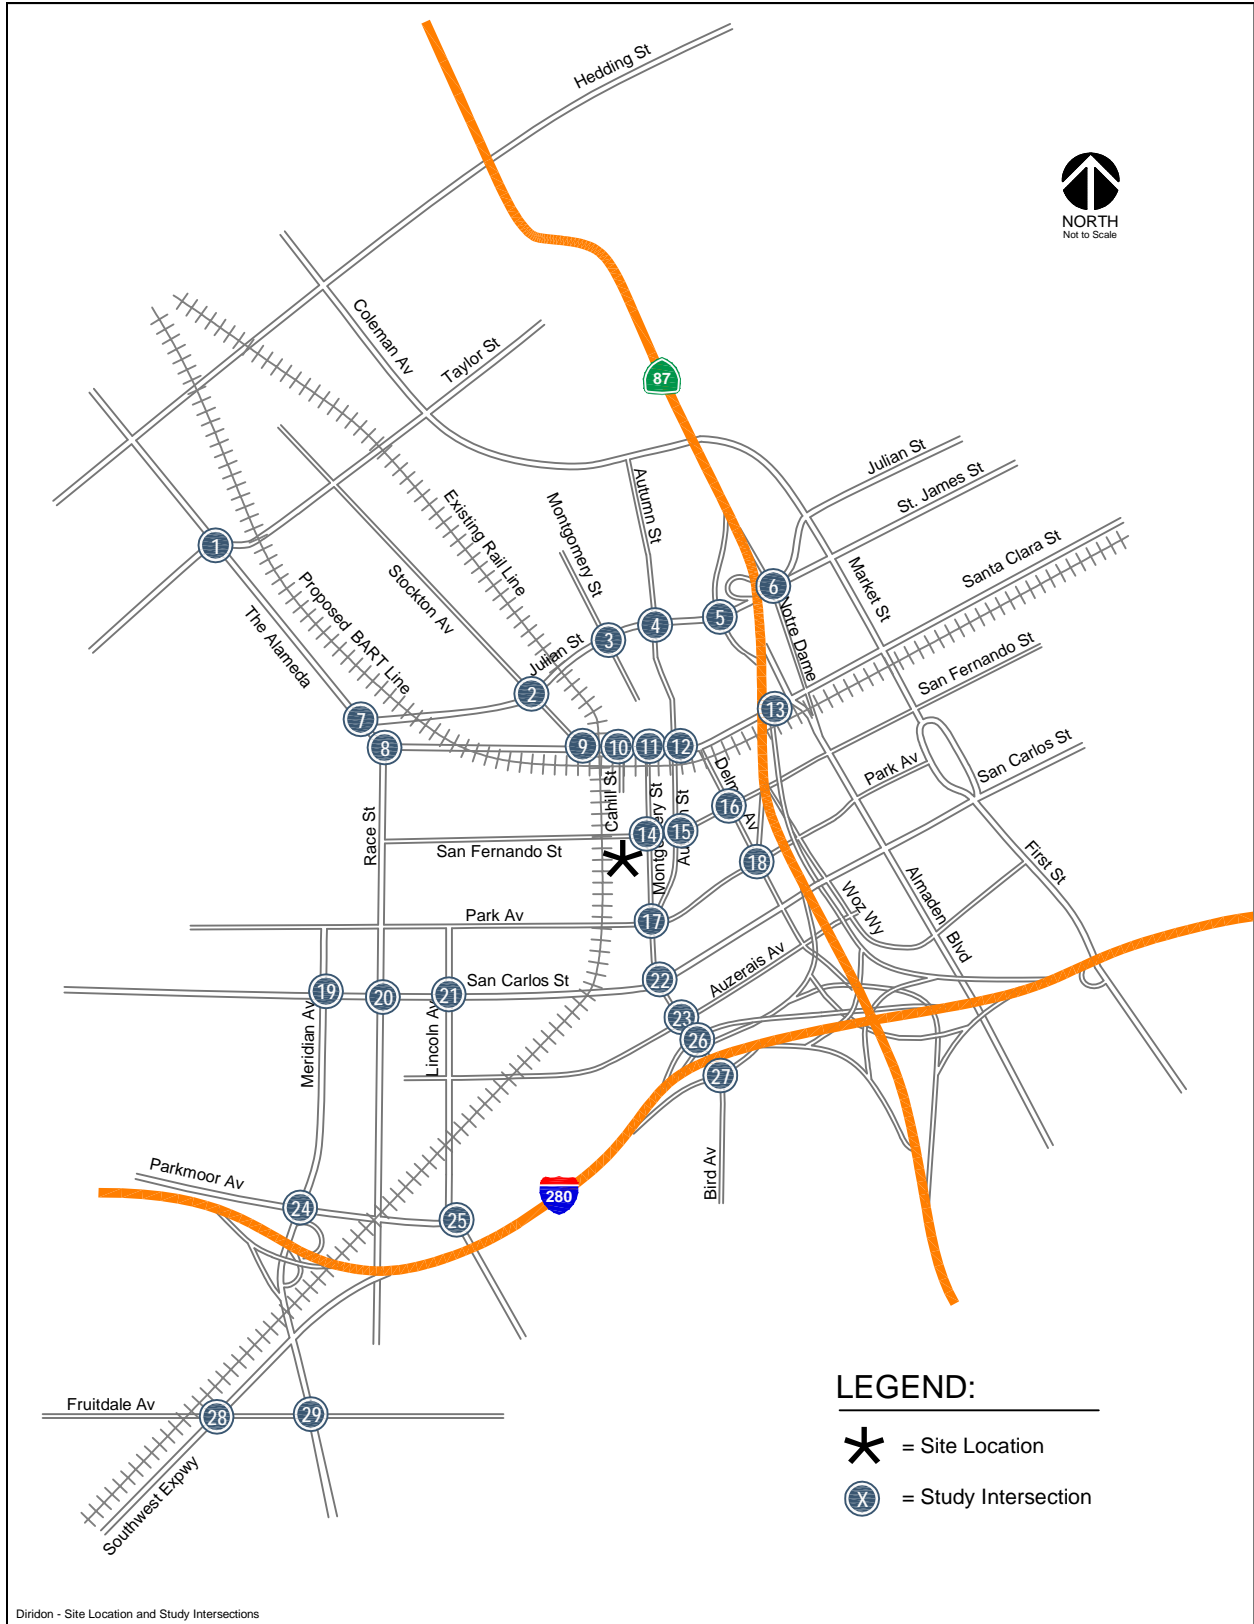 Hedding St
NORTH
Not to Scale
Coleman Av
Taylor St
87
Julian St
St. James St
Autumn St
Montgomery St
Existing Rail Line
Santa Clara St
1
Market St
Stockton Av
Proposed BART Line
6
The Alameda
Notre Dame
5
4
3
Julian St
San Fernando St
2
13
7
8
9
10
11
12
San Carlos St
Park Av
Cahill St
16
Race St
14
15
San Fernando St
18
First St
Almaden Blvd
Woz Wy
Park Av
17
Auzerais Av
San Carlos St
22
19
20
21
23
Meridian Av
Lincoln Av
26
27
Parkmoor Av
Bird Av
280
24
25
Fruitdale Av
28
29
Southwest Expwy
LEGEND:
= Site Location
X
= Study Intersection
Diridon - Site Location and Study Intersections